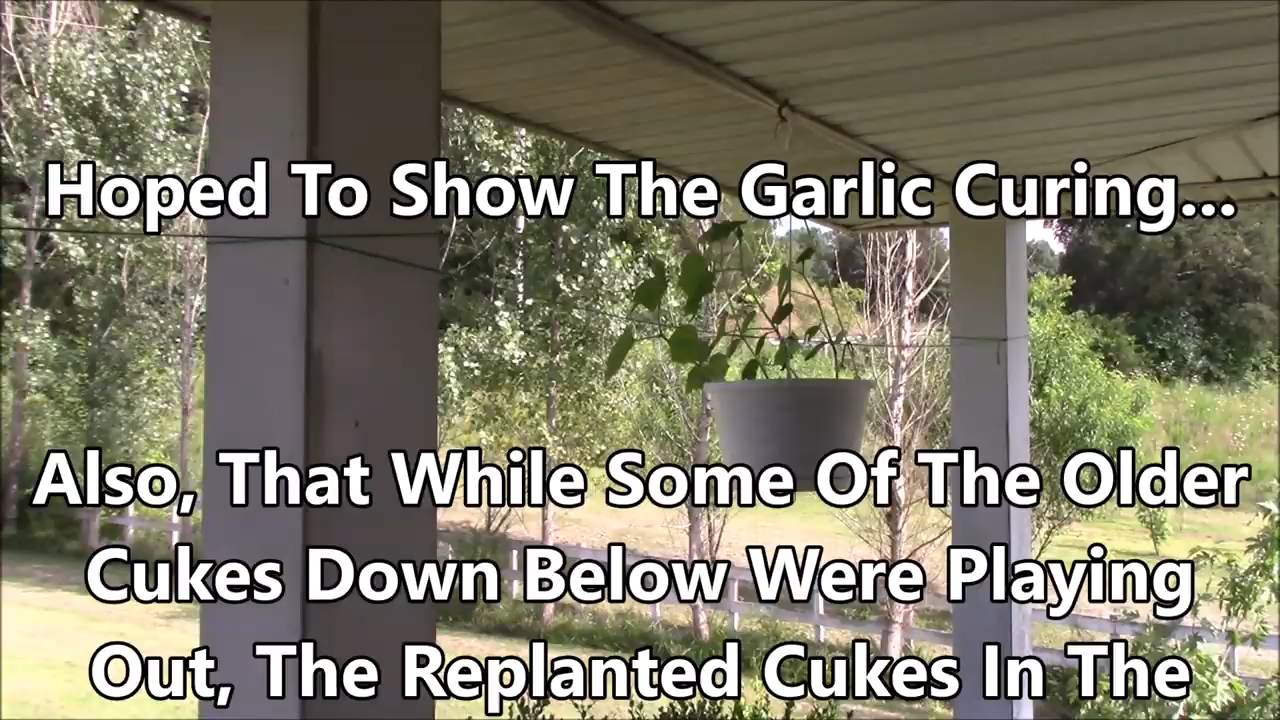 Hoped To Show The Garlic Curing...
Also, That While Some Of The Older
Cukes Down Below Were Playing
Out, The Replanted Cukes In The